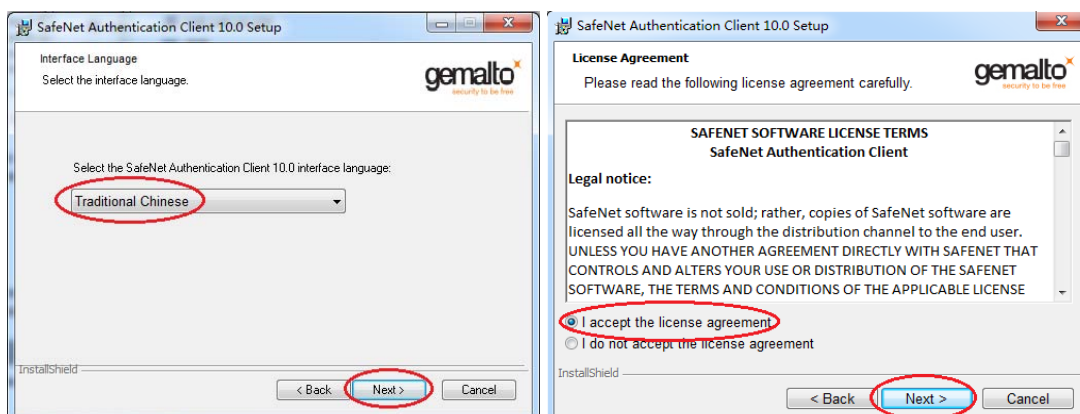 SafeNet Authentication Client 10.0 Setup
Interface Language
Select the interface language.
gemalto
security to be free
Select the SafeNet Authentication Client 10.0 interface language:
Traditional Chinese
InstallShield
< Back
Next >
Cancel
SafeNet Authentication Client 10.0 Setup
License Agreement
Please read the following license agreement carefully.
gemalto
security to be free
SAFENET SOFTWARE LICENSE TERMS
SafeNet Authentication Client
Legal notice:
SafeNet software is not sold; rather, copies of SafeNet software are
licensed all the way through the distribution channel to the end user.
UNLESS YOU HAVE ANOTHER AGREEMENT DIRECTLY WITH SAFENET THAT
CONTROLS AND ALTERS YOUR USE OR DISTRIBUTION OF THE SAFENET
SOFTWARE, THE TERMS AND CONDITIONS OF THE APPLICABLE LICENSE
I accept the license agreement
I do not accept the license agreement
InstallShield
< Back
Next >
Cancel